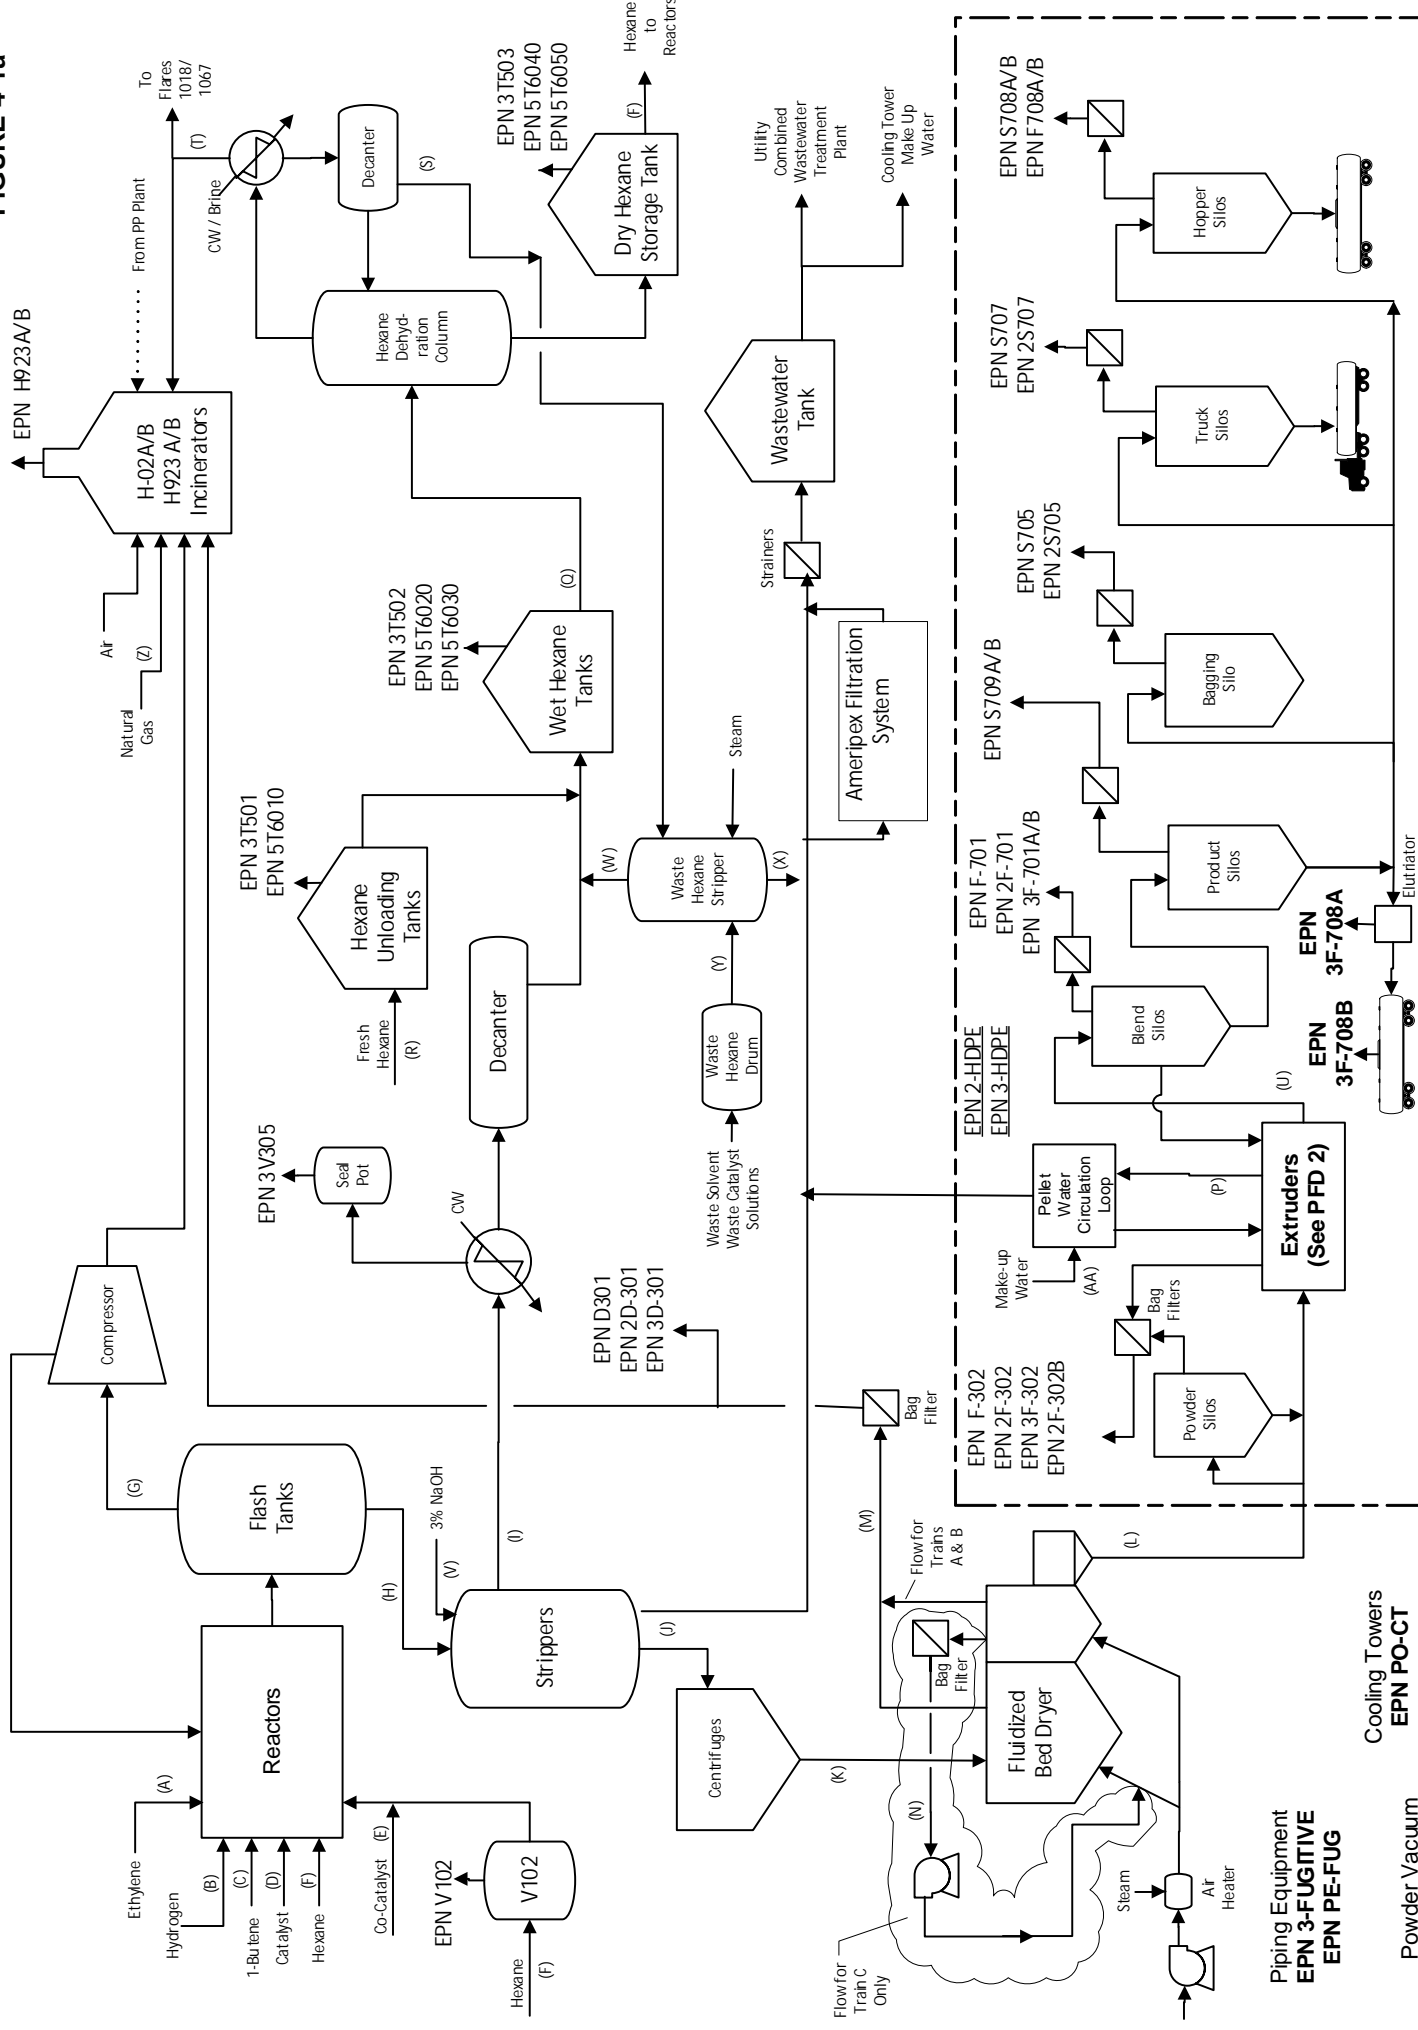 To
Flares
1018/
1067
(T)
CW / Brine
Decanter
(S)
Hexane
to
Reactors
EPN 3T503
EPN 5T6040
EPN 5T6050
(F)
Dry Hexane
Storage Tank
From PP Plant
EPN H923A/B
H-02A/B
H923 A/B
Incinerators
Air
(Z)
Natural
Gas
Hexane
Dehyd-
ration
Column
Utility
Combined
Wastewater
Treatment
Plant
Cooling Tower
Make Up
Water
Wastewater
Tank
Strainers
EPN 3T502
EPN 5T6020
EPN 5T6030
(Q)
Wet Hexane
Tanks
EPN 3T501
EPN 5T6010
Hexane
Unloading
Tanks
Fresh
Hexane
(R)
(W)
Steam
Waste
Hexane
Stripper
(X)
Ameripex Filtration
System
(Y)
Waste
Hexane
Drum
Waste Solvent
Waste Catalyst
Solutions
Decanter
EPN 3V305
Seal
Pot
CW
Compressor
(G)
Flash
Tanks
(H)
3% NaOH
(V)
(I)
Strippers
(J)
Reactors
Ethylene
(A)
Hydrogen
(B)
1-Butene
(C)
Catalyst
(D)
Hexane
(F)
Co-Catalyst
(E)
EPN V102
V102
Hexane
(F)
Centrifuges
(K)
EPN D301
EPN 2D-301
EPN 3D-301
Bag
Filter
(M)
Flow for
Trains
A & B
Bag
Filter
(N)
Fluidized
Bed Dryer
(L)
Flow for
Train C
Only
Steam
Air
Heater
Piping Equipment
EPN 3-FUGITIVE
EPN PE-FUG
Cooling Towers
EPN PO-CT
Powder Vacuum
EPN F-302
EPN 2F-302
EPN 3F-302
EPN 2F-302B
Bag
Filters
Powder
Silos
Make-up
Water
(AA)
Pellet
Water
Circulation
Loop
(P)
Extruders
(See PFD 2)
(U)
EPN 2-HDPE
EPN 3-HDPE
Blend
Silos
EPN F-701
EPN 2F-701
EPN 3F-701A/B
EPN S709A/B
Product
Silos
EPN
3F-708A
EPN
3F-708B
Elutriator
EPN S705
EPN 2S705
Bagging
Silo
EPN S707
EPN 2S707
Truck
Silos
EPN S708A/B
EPN F708A/B
Hopper
Silos